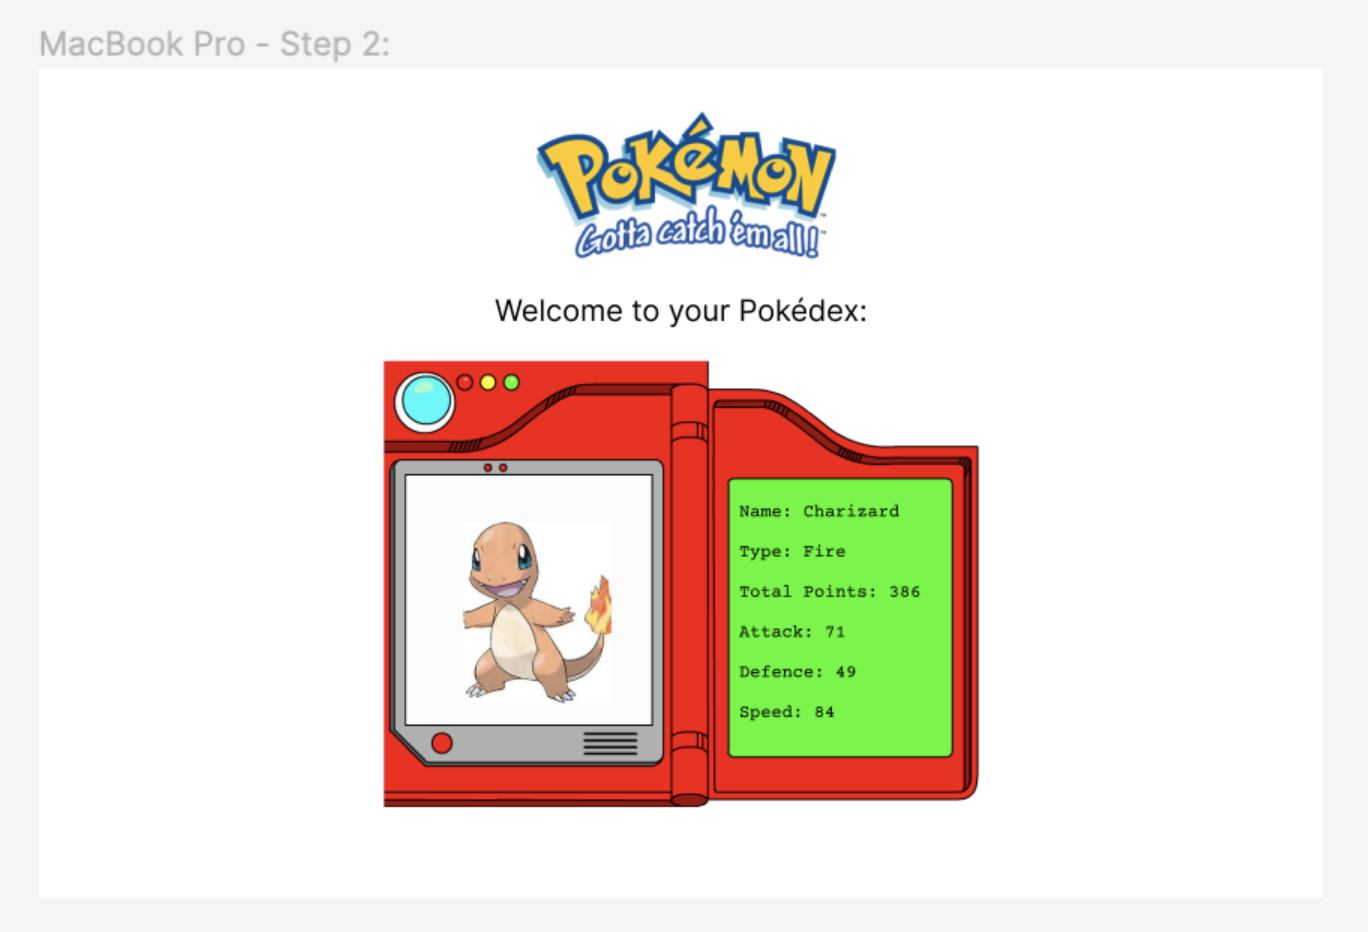 MacBook Pro - Step 2:
POKéMON
Gotta catch 'em all!
Welcome to your Pokédex:
Name: Charizard
Type: Fire
Total Points: 386
Attack: 71
Defence: 49
Speed: 84